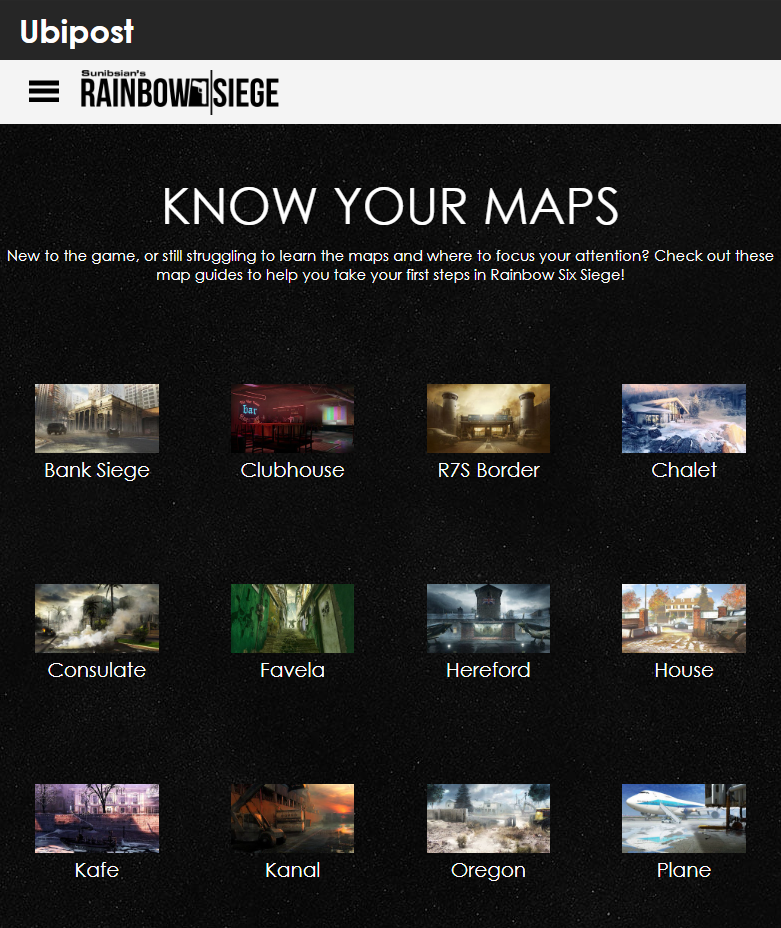 Ubipost
Sunibsian's
RAINBOW SIEGE
KNOW YOUR MAPS
New to the game, or still struggling to learn the maps and where to focus your attention? Check out these
map guides to help you take your first steps in Rainbow Six Siege!
bar
Bank Siege
Clubhouse
R7S Border
Chalet
Consulate
Favela
Hereford
House
Kafe
Kanal
Oregon
Plane